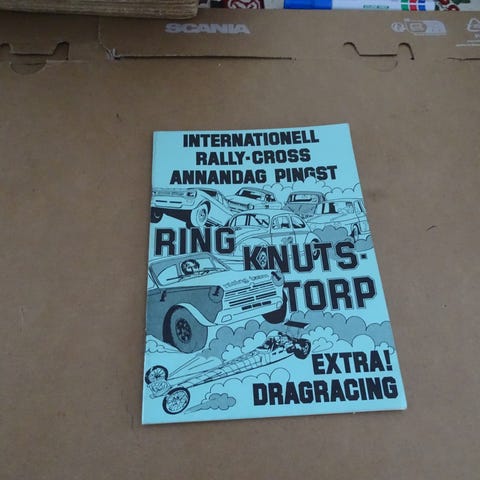 SCANIA
INTERNATIONELL
RALLY-CROSS
ANNANDAG PINGST
RING KNUTS-
TORP
EXTRA!
DRAGRACING